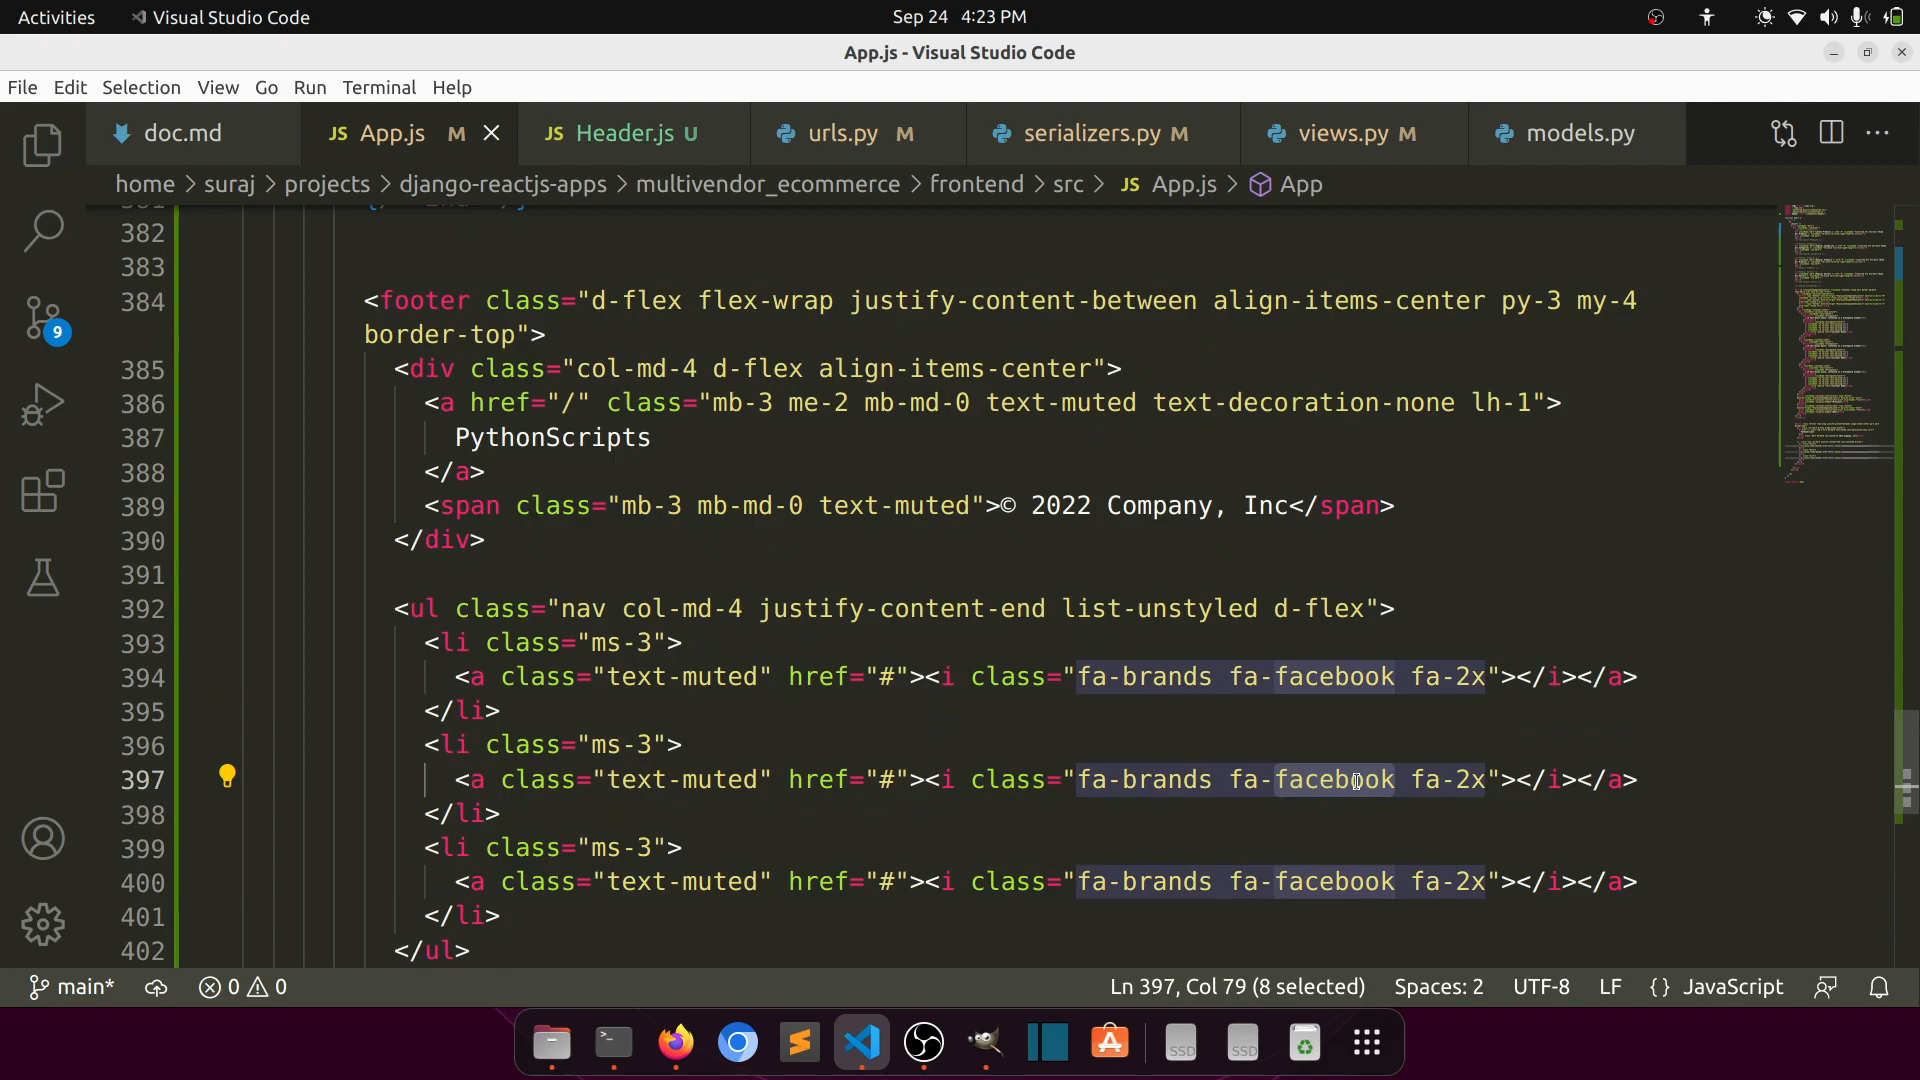 Activities Visual Studio Code Sep 24 4:23 PM
App.js - Visual Studio Code
File Edit Selection View Go Run Terminal Help
doc.md JS App.js M JS Header.js U urls.py M serializers.py M views.py M models.py
home > suraj > projects > django-reactjs-apps > multivendor_ecommerce > frontend > src > JS App.js > App
382
383
384 <footer class="d-flex flex-wrap justify-content-between align-items-center py-3 my-4
border-top">
385 <div class="col-md-4 d-flex align-items-center">
386 <a href="/" class="mb-3 me-2 mb-md-0 text-muted text-decoration-none lh-1">
387 PythonScripts
388 </a>
389 <span class="mb-3 mb-md-0 text-muted">© 2022 Company, Inc</span>
390 </div>
391
392 <ul class="nav col-md-4 justify-content-end list-unstyled d-flex">
393 <li class="ms-3">
394 <a class="text-muted" href="#"><i class="fa-brands fa-facebook fa-2x"></i></a>
395 </li>
396 <li class="ms-3">
397 <a class="text-muted" href="#"><i class="fa-brands fa-facebook fa-2x"></i></a>
398 </li>
399 <li class="ms-3">
400 <a class="text-muted" href="#"><i class="fa-brands fa-facebook fa-2x"></i></a>
401 </li>
402 </ul>
9
main* 0 0 Ln 397, Col 79 (8 selected) Spaces: 2 UTF-8 LF {} JavaScript
SSD SSD